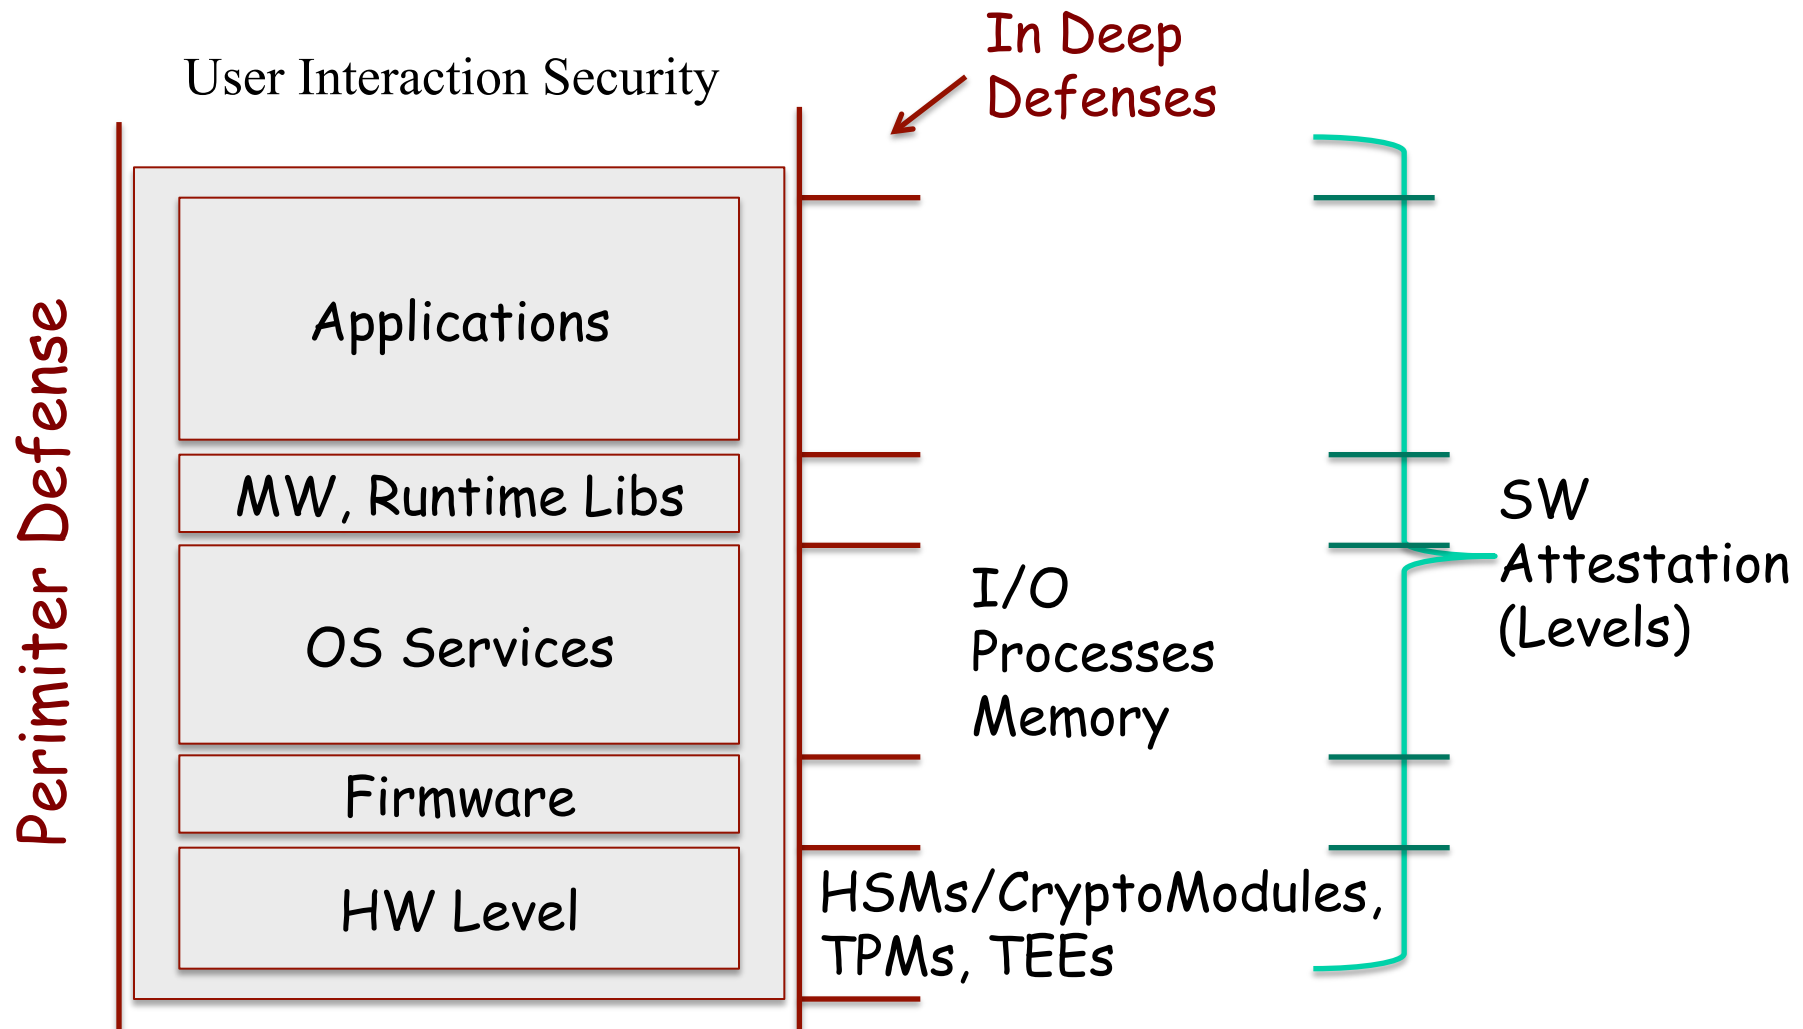 User Interaction Security
In Deep
Defenses
Perimiter Defense
Applications
MW, Runtime Libs
OS Services
Firmware
HW Level
I/O
Processes
Memory
HSMs/CryptoModules,
TPMs, TEEs
SW
Attestation
(Levels)